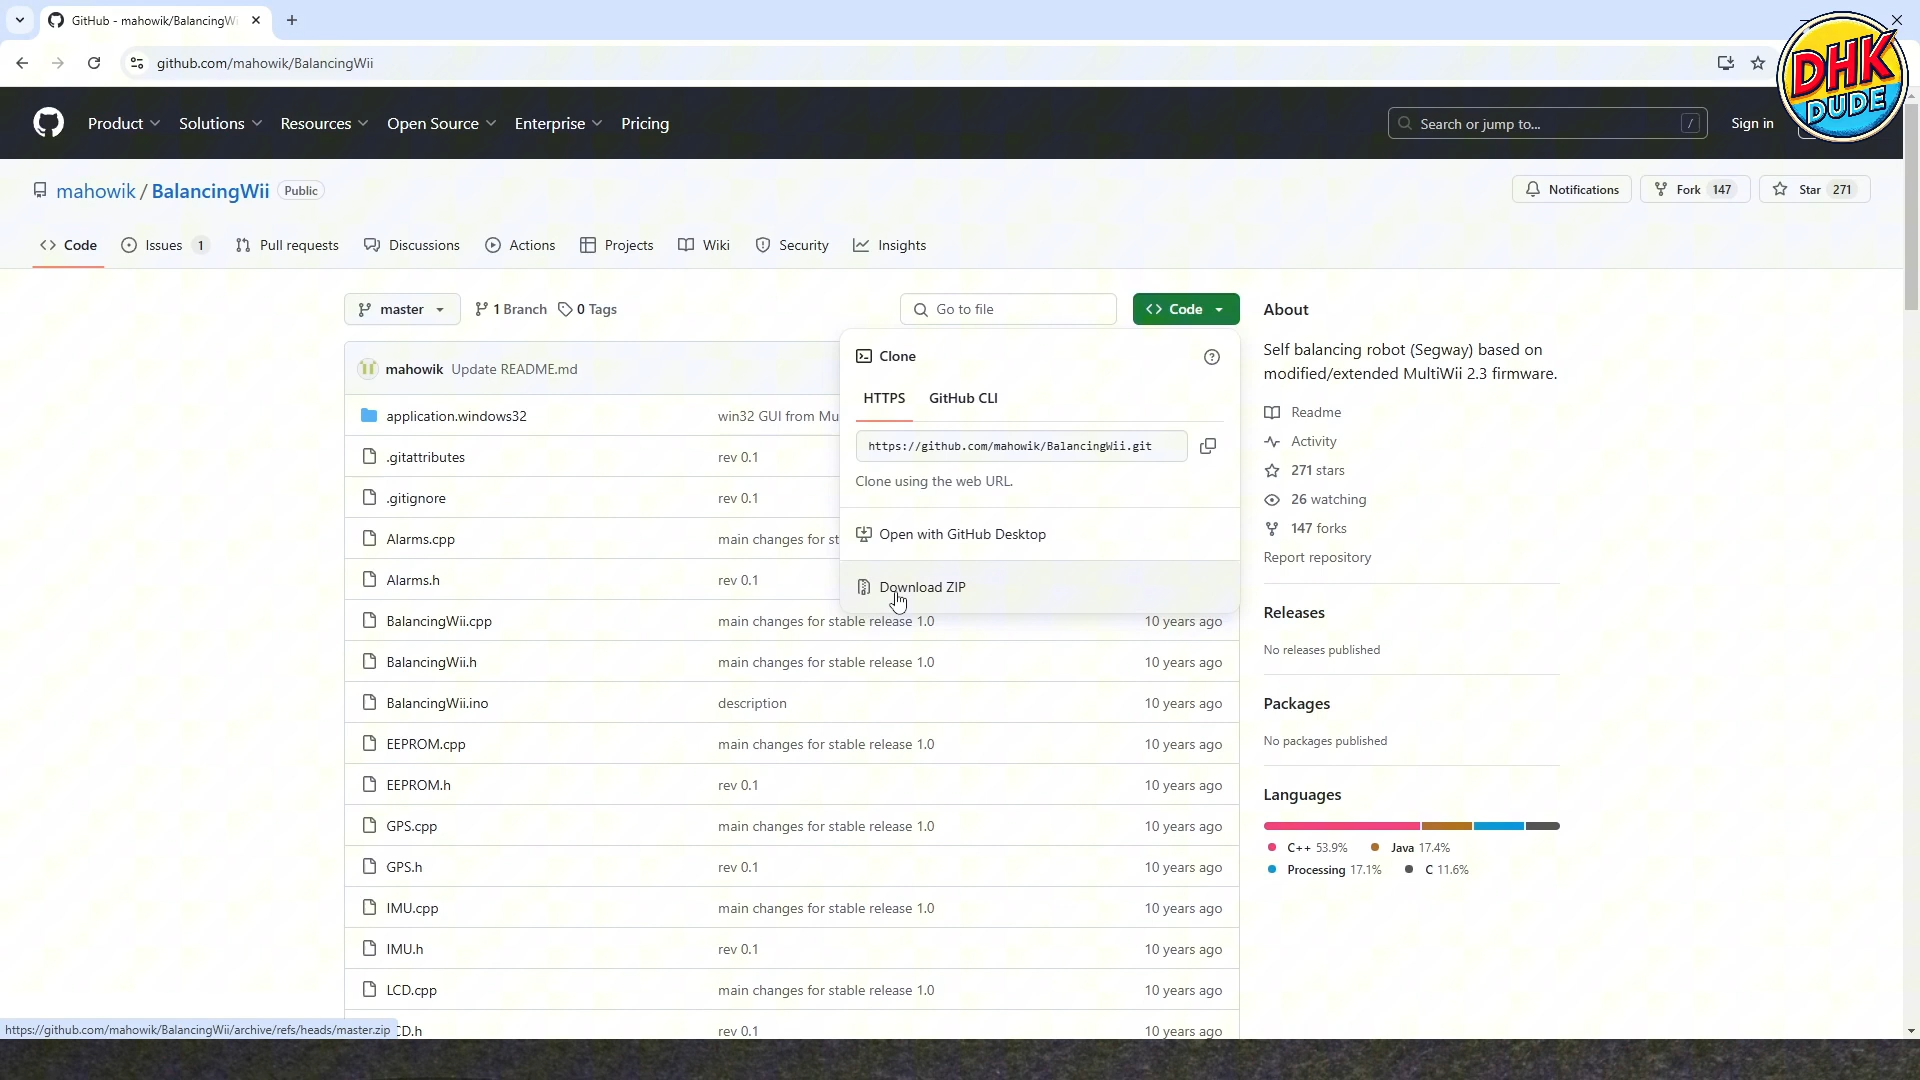 GitHub - mahowik/BalancingWi
github.com/mahowik/BalancingWii
DHK
DUDE
Product
Solutions
Resources
Open Source
Enterprise
Pricing
Search or jump to...
/
Sign in
mahowik / BalancingWii
Public
Notifications
Fork 147
Star 271
Code
Issues 1
Pull requests
Discussions
Actions
Projects
Wiki
Security
Insights
master
1 Branch
0 Tags
Go to file
Code
mahowik Update README.md
Clone
HTTPS
GitHub CLI
https://github.com/mahowik/BalancingWii.git
Clone using the web URL.
Open with GitHub Desktop
Download ZIP
application.windows32 win32 GUI from Mu
.gitattributes rev 0.1
.gitignore rev 0.1
Alarms.cpp main changes for st
Alarms.h rev 0.1
BalancingWii.cpp main changes for stable release 1.0 10 years ago
BalancingWii.h main changes for stable release 1.0 10 years ago
BalancingWii.ino description 10 years ago
EEPROM.cpp main changes for stable release 1.0 10 years ago
EEPROM.h rev 0.1 10 years ago
GPS.cpp main changes for stable release 1.0 10 years ago
GPS.h rev 0.1 10 years ago
IMU.cpp main changes for stable release 1.0 10 years ago
IMU.h rev 0.1 10 years ago
LCD.cpp main changes for stable release 1.0 10 years ago
CD.h rev 0.1 10 years ago
About
Self balancing robot (Segway) based on
modified/extended MultiWii 2.3 firmware.
Readme
Activity
271 stars
26 watching
147 forks
Report repository
Releases
No releases published
Packages
No packages published
Languages
C++ 53.9% Java 17.4%
Processing 17.1% C 11.6%
https://github.com/mahowik/BalancingWii/archive/refs/heads/master.zip